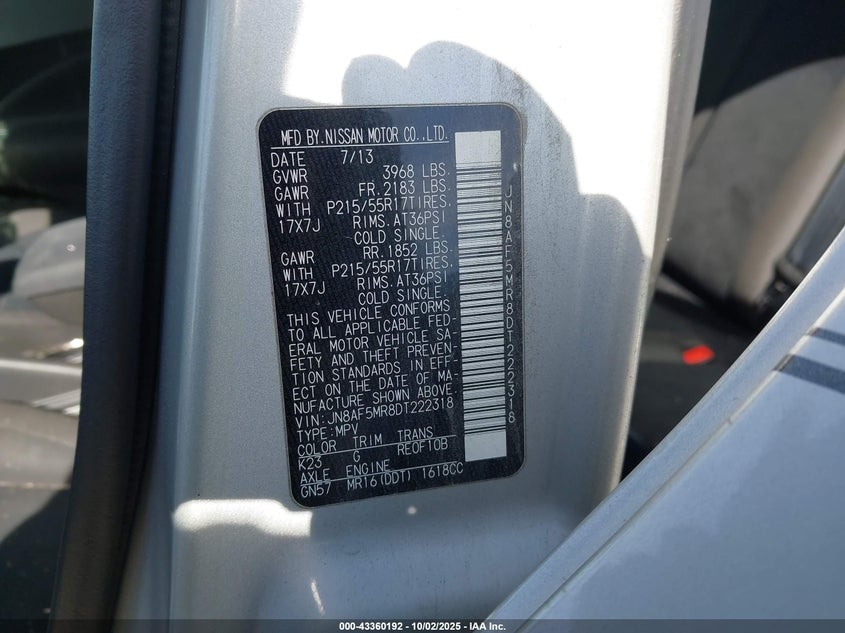 MFD BY.NISSAN MOTOR CO.,LTD.
DATE 7/13
GVWR 3968 LBS.
GAWR FR. 2183 LBS.
WITH P215/55R17TIRES,
17X7J RIMS. AT36PSI
COLD SINGLE.
GAWR RR. 1852 LBS.
WITH P215/55R17TIRES,
17X7J RIMS. AT36PSI
COLD SINGLE.
THIS VEHICLE CONFORMS
TO ALL APPLICABLE FED-
ERAL MOTOR VEHICLE SA-
FETY AND THEFT PREVEN-
TION STANDARDS IN EFF-
ECT ON THE DATE OF MA-
NUFACTURE SHOWN ABOVE.
VIN: JN8AF5MR8DT222318
TYPE: MPV
COLOR TRIM TRANS
K23 G RE0F10B
AXLE ENGINE
GN57 MR16(DDT) 1618CC
JN8AF5MR8DT222318
000-43360192 - 10/02/2025 - IAA Inc.